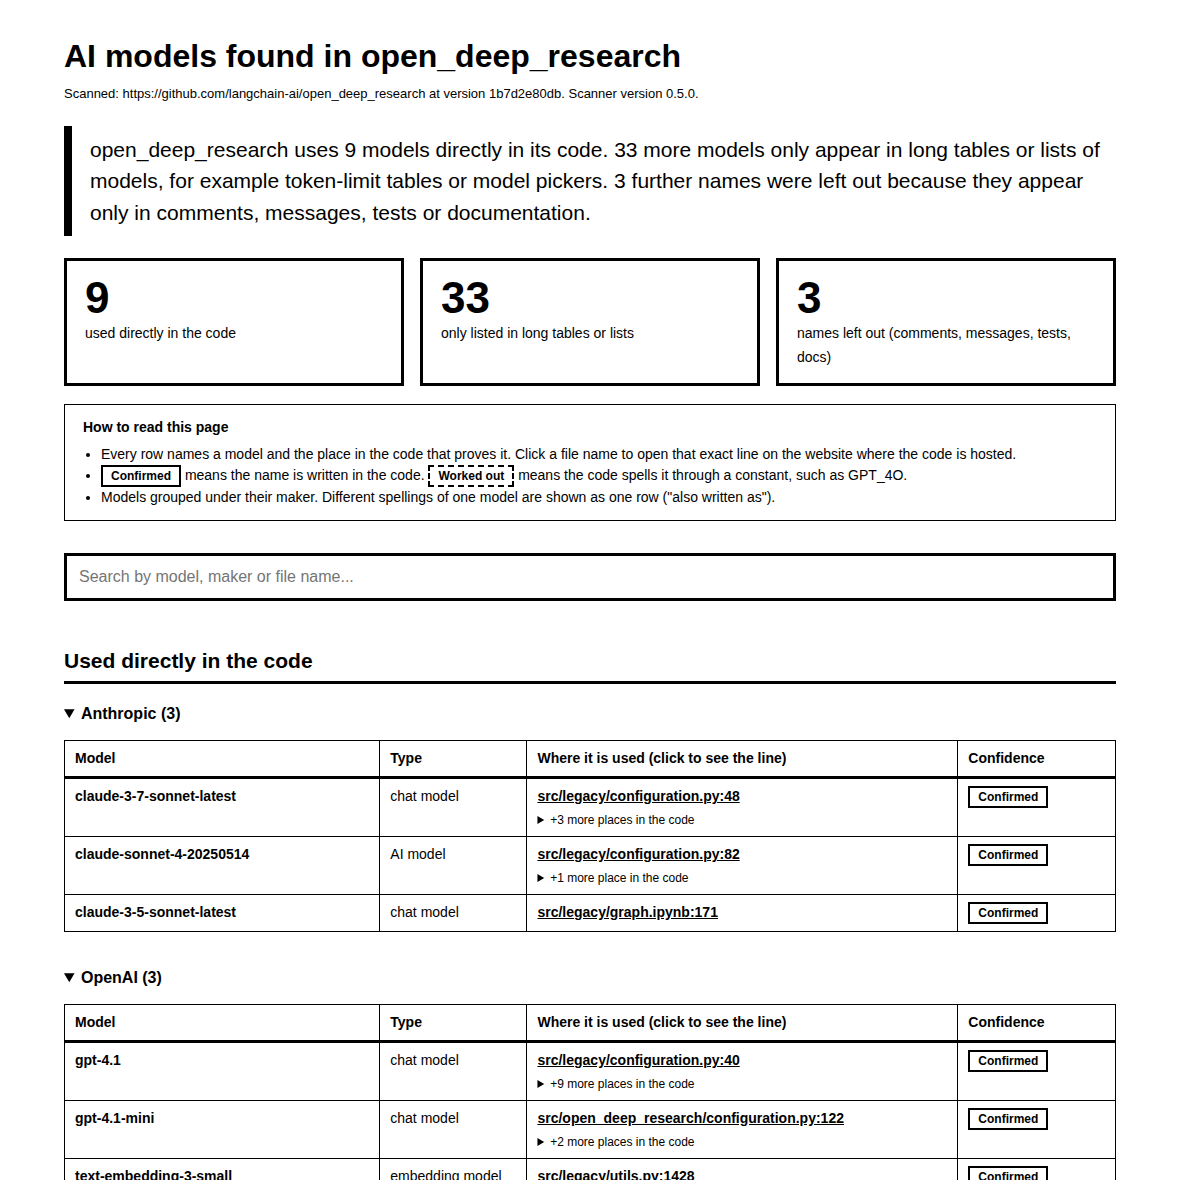 AI models found in open_deep_research
Scanned: https://github.com/langchain-ai/open_deep_research at version 1b7d2e80db. Scanner version 0.5.0.
open_deep_research uses 9 models directly in its code. 33 more models only appear in long tables or lists of
models, for example token-limit tables or model pickers. 3 further names were left out because they appear
only in comments, messages, tests or documentation.
9
used directly in the code
33
only listed in long tables or lists
3
names left out (comments, messages, tests,
docs)
How to read this page
• Every row names a model and the place in the code that proves it. Click a file name to open that exact line on the website where the code is hosted.
• Confirmed means the name is written in the code. Worked out means the code spells it through a constant, such as GPT_4O.
• Models grouped under their maker. Different spellings of one model are shown as one row ("also written as").
Search by model, maker or file name...
Used directly in the code
▼ Anthropic (3)
Model Type Where it is used (click to see the line) Confidence
claude-3-7-sonnet-latest chat model src/legacy/configuration.py:48 Confirmed
▶ +3 more places in the code
claude-sonnet-4-20250514 AI model src/legacy/configuration.py:82 Confirmed
▶ +1 more place in the code
claude-3-5-sonnet-latest chat model src/legacy/graph.ipynb:171 Confirmed
▼ OpenAI (3)
Model Type Where it is used (click to see the line) Confidence
gpt-4.1 chat model src/legacy/configuration.py:40 Confirmed
▶ +9 more places in the code
gpt-4.1-mini chat model src/open_deep_research/configuration.py:122 Confirmed
▶ +2 more places in the code
text-embedding-3-small embedding model src/legacy/utils.py:1428 Confirmed